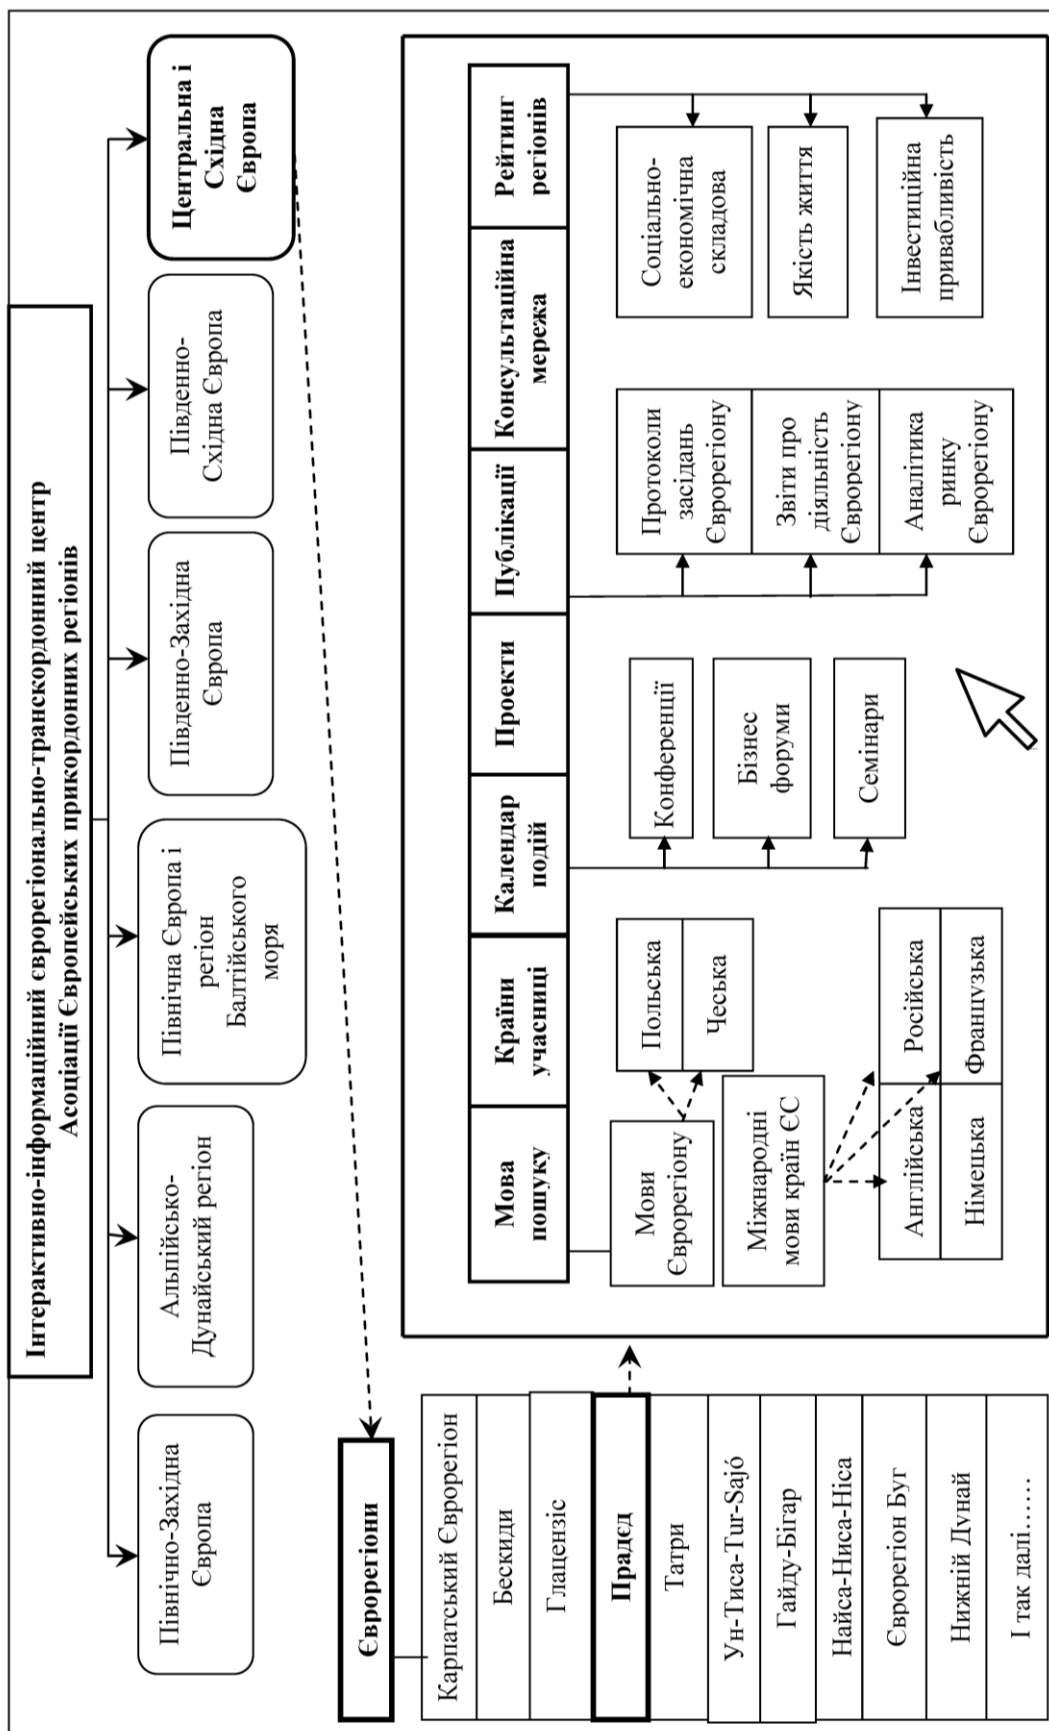 Інтерактивно-інформаційний єврорегіонально-транскордонний центр
Асоціації Європейських прикордонних регіонів
Північно-Західна
Європа
Альпійсько-
Дунайський регіон
Північна Європа і
регіон
Балтійського
моря
Південно-Західна
Європа
Південно-
Східна Європа
Центральна і
Східна
Європа
Єврорегіони
Карпатський Єврорегіон
Бескиди
Глацензіс
Прадєд
Татри
Ун-Тиса-Tur-Sajó
Гайду-Бігар
Найса-Ниса-Ніса
Єврорегіон Буг
Нижній Дунай
І так далі......
Мова
пошуку
Країни
учасниці
Календар
подій
Проекти
Публікації
Консультаційна
мережа
Рейтинг
регіонів
Мови
Єврорегіону
Польська
Чеська
Міжнародні
мови країн ЄС
Англійська
Російська
Німецька
Французька
Конференції
Бізнес
форуми
Семінари
Протоколи
засідань
Єврорегіону
Звіти про
діяльність
Єврорегіону
Аналітика
ринку
Єврорегіону
Соціально-
економічна
складова
Якість життя
Інвестиційна
привабливість